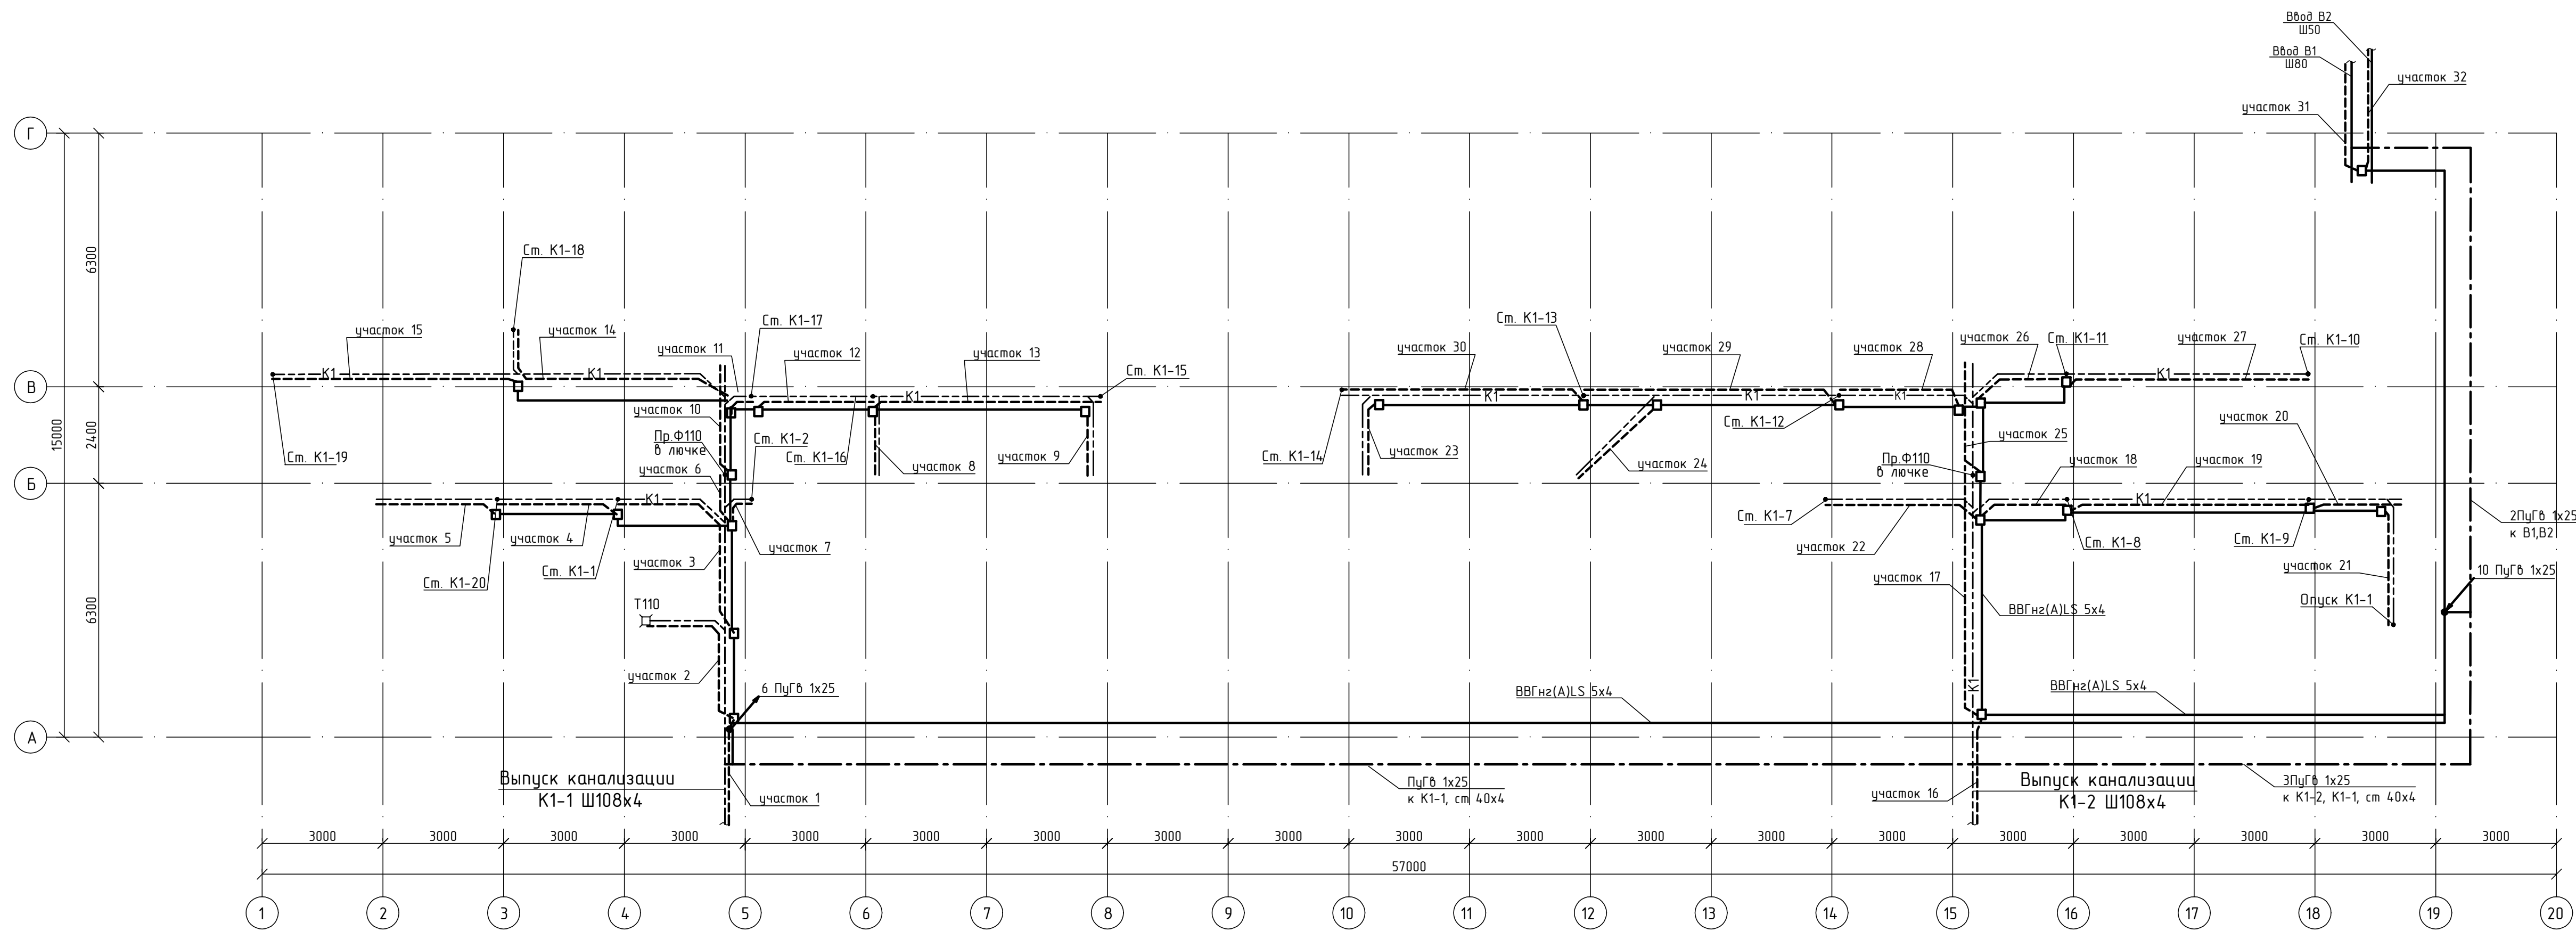 Ввод В2
Ш50
Ввод В1
Ш80
участок 32
участок 31
Г
6300
Ст. К1-18
Ст. К1-17
Ст. К1-13
участок 15
участок 14
участок 11
участок 12
участок 13
участок 30
участок 29
участок 28
участок 26
Ст. К1-11
участок 27
Ст. К1-10
Ст. К1-15
К1
К1
К1
К1
К1
К1
К1
В
15000
2400
участок 10
Пр.Ф110
в лючке
участок 6
Ст. К1-2
Ст. К1-16
участок 8
участок 9
Ст. К1-19
Ст. К1-14
участок 23
участок 24
Ст. К1-12
Пр.Ф110
в лючке
участок 25
участок 18
участок 19
участок 20
Б
К1
К1
участок 5
участок 4
Ст. К1-20
Ст. К1-1
участок 3
участок 7
Ст. К1-7
участок 22
Ст. К1-8
Ст. К1-9
2ПуГв 1х25
к В1,В2
участок 17
участок 21
10 ПуГв 1х25
Т110
6300
ВВГнг(А)LS 5х4
Опуск К1-1
участок 2
6 ПуГв 1х25
ВВГнг(А)LS 5х4
К1
ВВГнг(А)LS 5х4
А
Выпуск канализации
К1-1 Ш108х4
участок 1
ПуГв 1х25
к К1-1, ст 40х4
участок 16
Выпуск канализации
К1-2 Ш108х4
3ПуГв 1х25
к К1-2, К1-1, ст 40х4
3000 3000 3000 3000 3000 3000 3000 3000 3000 3000 3000 3000 3000 3000 3000 3000 3000 3000 3000
57000
1 2 3 4 5 6 7 8 9 10 11 12 13 14 15 16 17 18 19 20